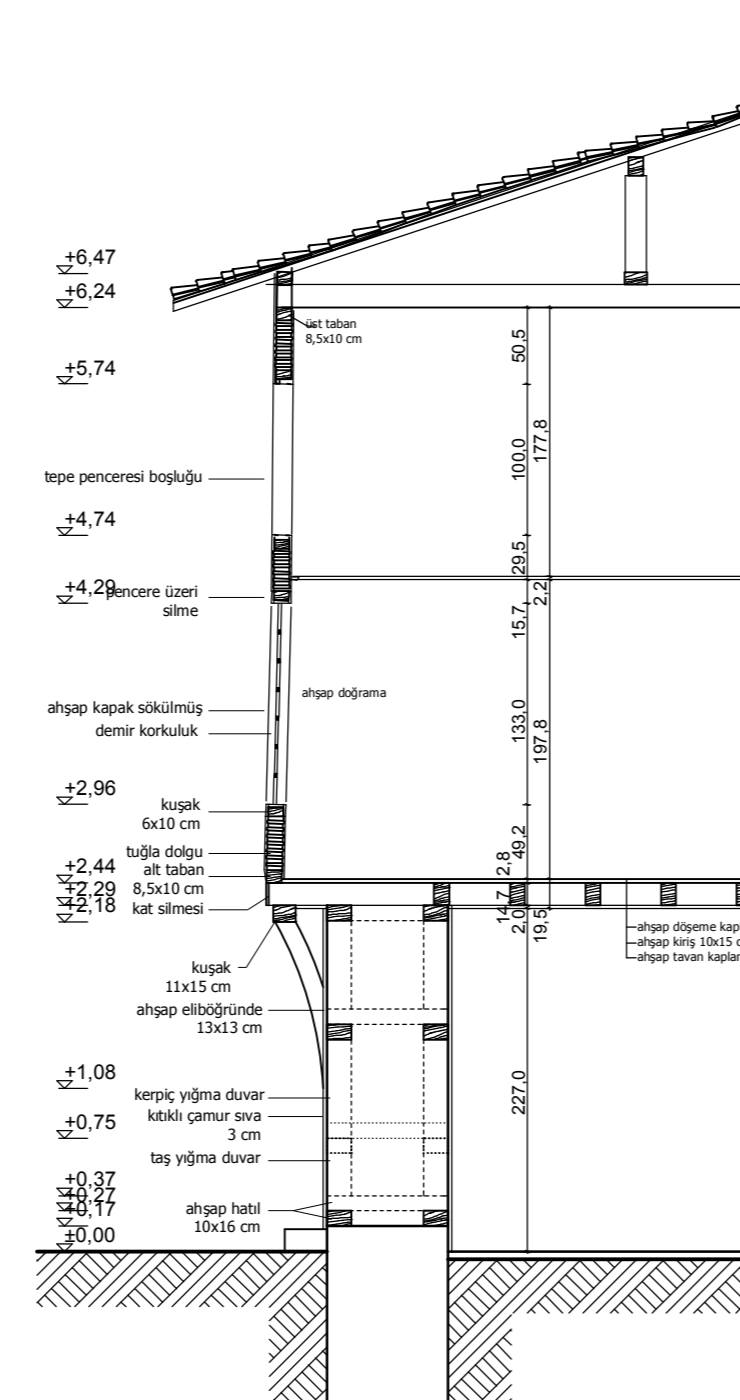 +6,47
+6,24
üst taban
8,5x10 cm
+5,74
tepe penceresi boşluğu
+4,74
+4,29
pencere üzeri
silme
ahşap doğrama
ahşap kapak sökülmüş
demir korkuluk
+2,96
kuşak
6x10 cm
tuğla dolgu
+2,44
alt taban
8,5x10 cm
+2,29
+2,18
kat silmesi
kuşak
11x15 cm
ahşap eliböğründe
13x13 cm
+1,08
kerpiç yığma duvar
kıtıklı çamur sıva
3 cm
+0,75
taş yığma duvar
+0,37
+0,27
+0,17
ahşap hatıl
10x16 cm
±0,00
50,5
100,0
177,8
29,5
2,2
15,7
133,0
197,8
49,2
2,8
14,7
2,0
19,5
227,0
ahşap döşeme kap
ahşap kiriş 10x15 c
ahşap tavan kaplar